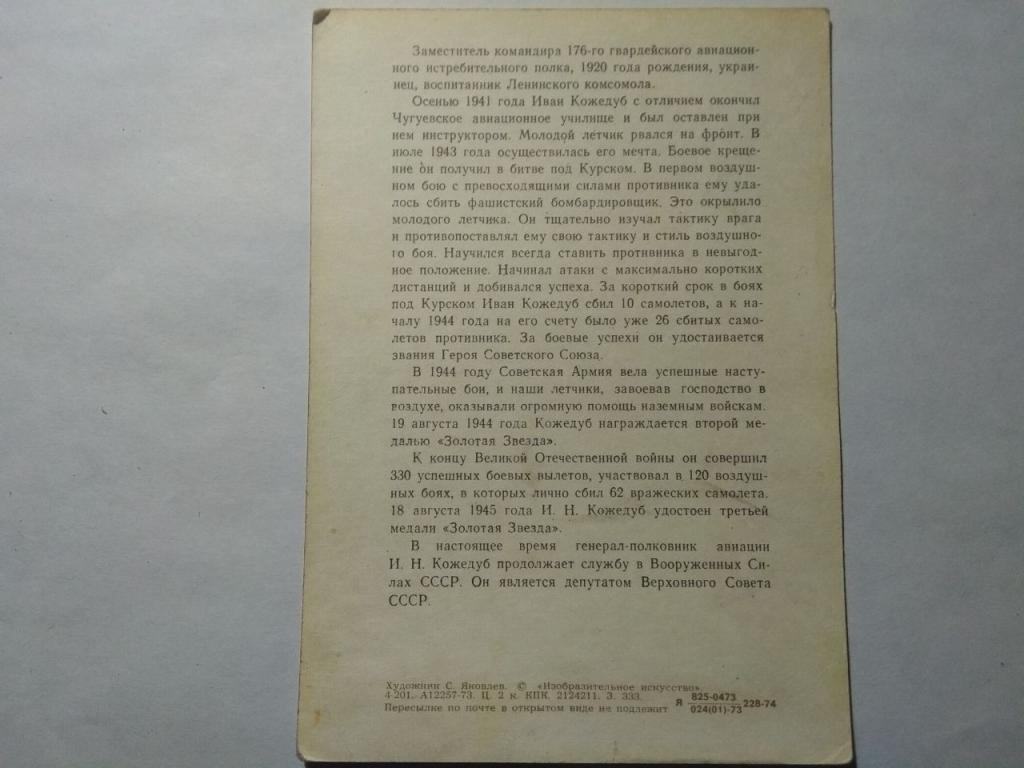 Заместитель командира 176-го гвардейского авиацион-
ного истребительного полка, 1920 года рождения, украи-
нец, воспитанник Ленинского комсомола.
Осенью 1941 года Иван Кожедуб с отличием окончил
Чугуевское авиационное училище и был оставлен при
нем инструктором. Молодой летчик рвался на фронт. В
июле 1943 года осуществилась его мечта. Боевое креще-
ние он получил в битве под Курском. В первом воздуш-
ном бою с превосходящими силами противника ему уда-
лось сбить фашистский бомбардировщик. Это окрылило
молодого летчика. Он тщательно изучал тактику врага
и противопоставлял ему свою тактику и стиль воздушно-
го боя. Научился всегда ставить противника в невыгод-
ное положение. Начинал атаки с максимально коротких
дистанций и добивался успеха. За короткий срок в боях
под Курском Иван Кожедуб сбил 10 самолетов, а к на-
чалу 1944 года на его счету было уже 26 сбитых само-
летов противника. За боевые успехи он удостаивается
звания Героя Советского Союза.
В 1944 году Советская Армия вела успешные насту-
пательные бои, и наши летчики, завоевав господство в
воздухе, оказывали огромную помощь наземным войскам.
19 августа 1944 года Кожедуб награждается второй ме-
далью «Золотая Звезда».
К концу Великой Отечественной войны он совершил
330 успешных боевых вылетов, участвовал в 120 воздуш-
ных боях, в которых лично сбил 62 вражеских самолета.
18 августа 1945 года И. Н. Кожедуб удостоен третьей
медали «Золотая Звезда».
В настоящее время генерал-полковник авиации
И. Н. Кожедуб продолжает службу в Вооруженных Си-
лах СССР. Он является депутатом Верховного Совета
СССР.
Художник С. Яковлев. © «Изобразительное искусство».
4-201. А12257-73. Ц. 2 к. КПК. 2124211. З. 333.
Пересылке по почте в открытом виде не подлежит
Я 825-0473 228-74
024(01)-73